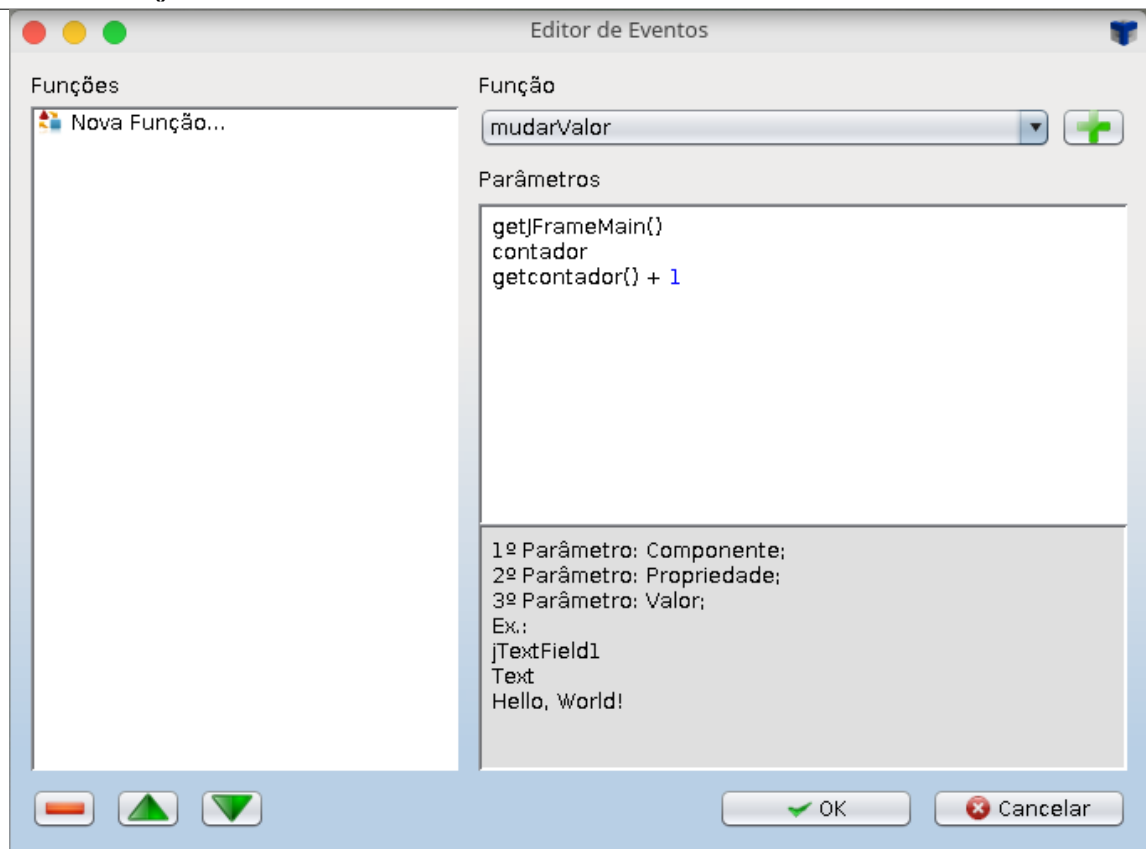 Editor de Eventos
Funções
Nova Função...
Função
mudarValor
Parâmetros
getJFrameMain()
contador
getcontador() + 1
1º Parâmetro: Componente;
2º Parâmetro: Propriedade;
3º Parâmetro: Valor;
Ex.:
jTextField1
Text
Hello, World!
OK
Cancelar